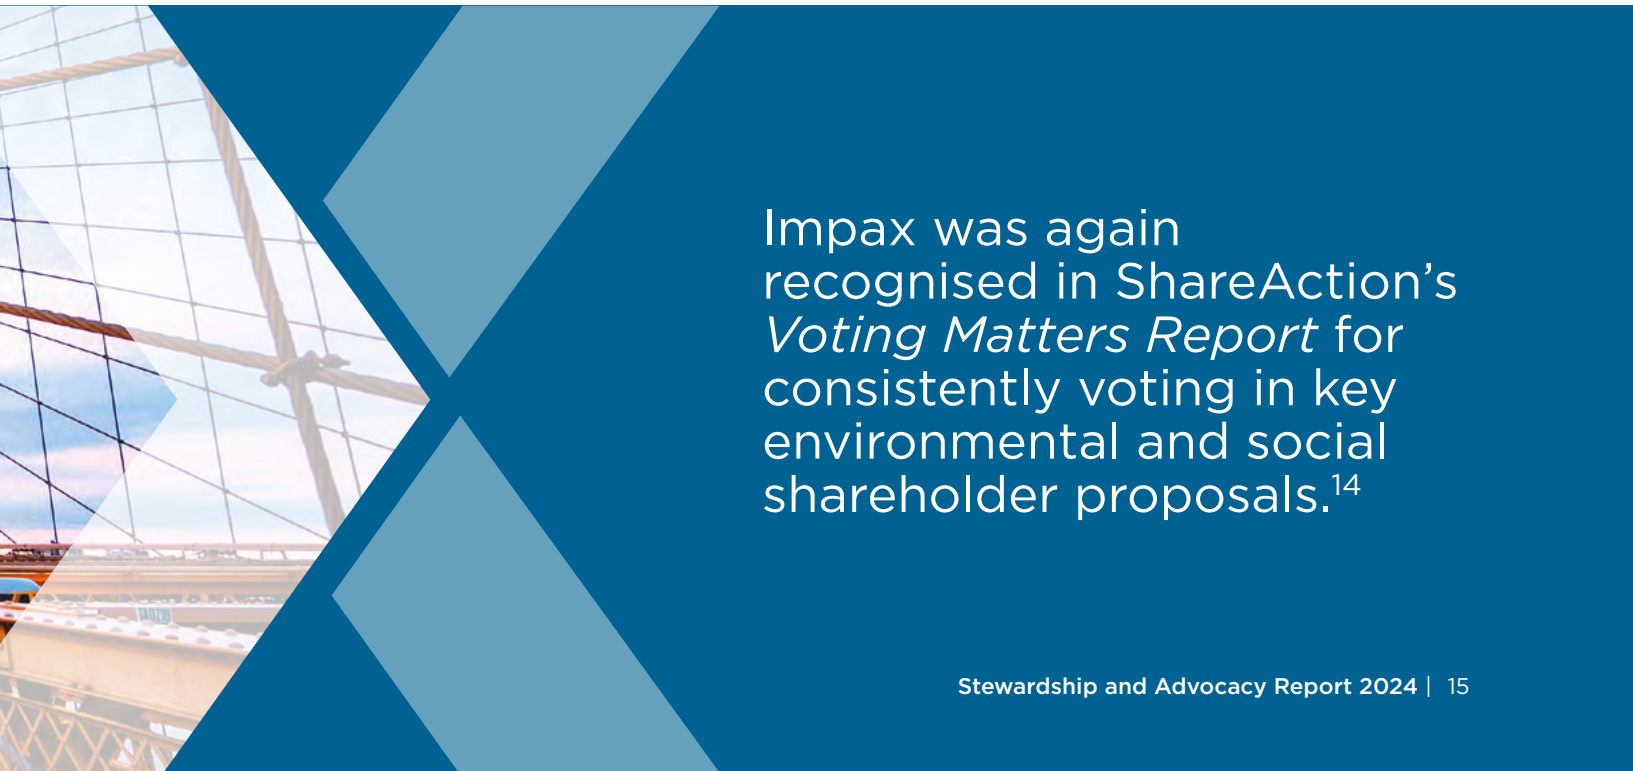 Impax was again
recognised in ShareAction’s
Voting Matters Report for
consistently voting in key
environmental and social
shareholder proposals.14
Stewardship and Advocacy Report 2024 | 15